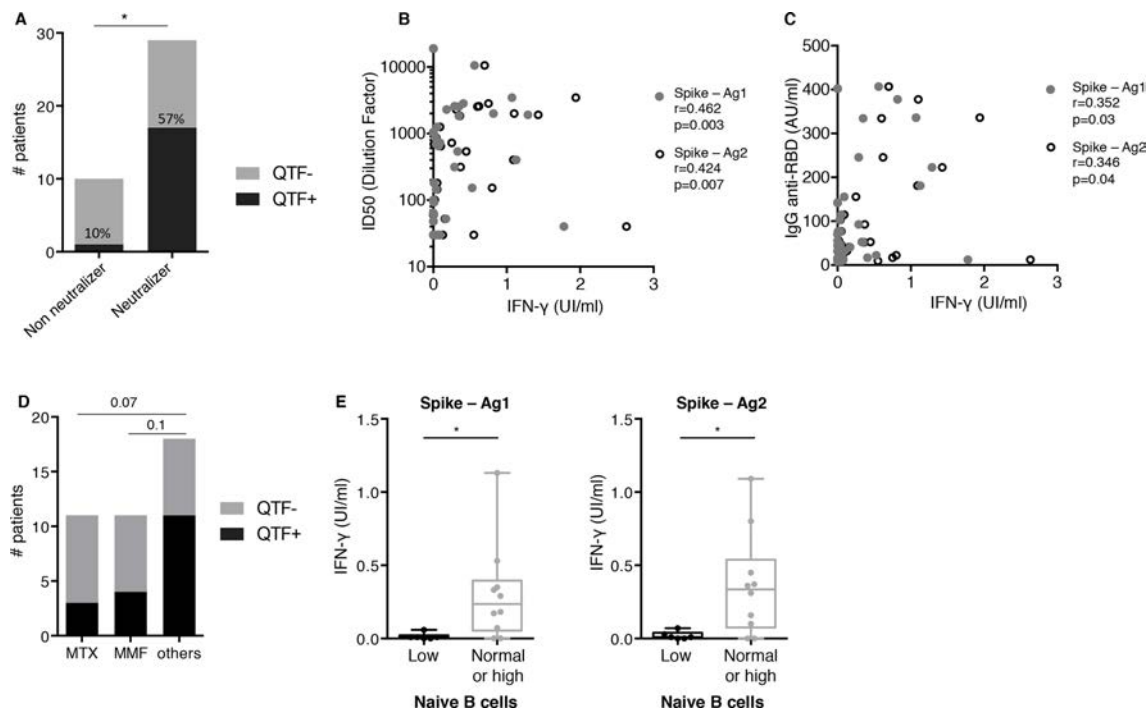 A
*
# patients
30
20
10
0
57%
10%
Non neutralizer
Neutralizer
QTF-
QTF+
B
ID50 (Dilution Factor)
10000
1000
100
10
0
1
2
3
IFN-γ (UI/ml)
Spike – Ag1
r=0.462
p=0.003
Spike – Ag2
r=0.424
p=0.007
C
IgG anti-RBD (AU/ml)
500
400
300
200
100
0
0
1
2
3
IFN-γ (UI/ml)
Spike – Ag1
r=0.352
p=0.03
Spike – Ag2
r=0.346
p=0.04
D
0.07
0.1
# patients
20
15
10
5
0
MTX
MMF
others
QTF-
QTF+
E
Spike – Ag1
*
IFN-γ (UI/ml)
1.5
1.0
0.5
0.0
Low
Normal
or high
Naive B cells
Spike – Ag2
*
IFN-γ (UI/ml)
1.5
1.0
0.5
0.0
Low
Normal
or high
Naive B cells